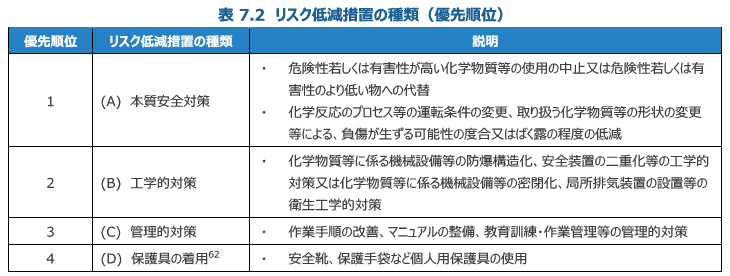 表 7.2 リスク低減措置の種類（優先順位）
優先順位 リスク低減措置の種類 説明
1 (A) 本質安全対策
・ 危険性若しくは有害性が高い化学物質等の使用の中止又は危険性若しくは有
害性のより低い物への代替
・ 化学反応のプロセス等の運転条件の変更、取り扱う化学物質等の形状の変更
等による、負傷が生ずる可能性の度合又はばく露の程度の低減
2 (B) 工学的対策
・ 化学物質等に係る機械設備等の防爆構造化、安全装置の二重化等の工学的
対策又は化学物質等に係る機械設備等の密閉化、局所排気装置の設置等の
衛生工学的対策
3 (C) 管理的対策 ・ 作業手順の改善、マニュアルの整備、教育訓練・作業管理等の管理的対策
4 (D) 保護具の着用62 ・ 安全靴、保護手袋など個人用保護具の使用